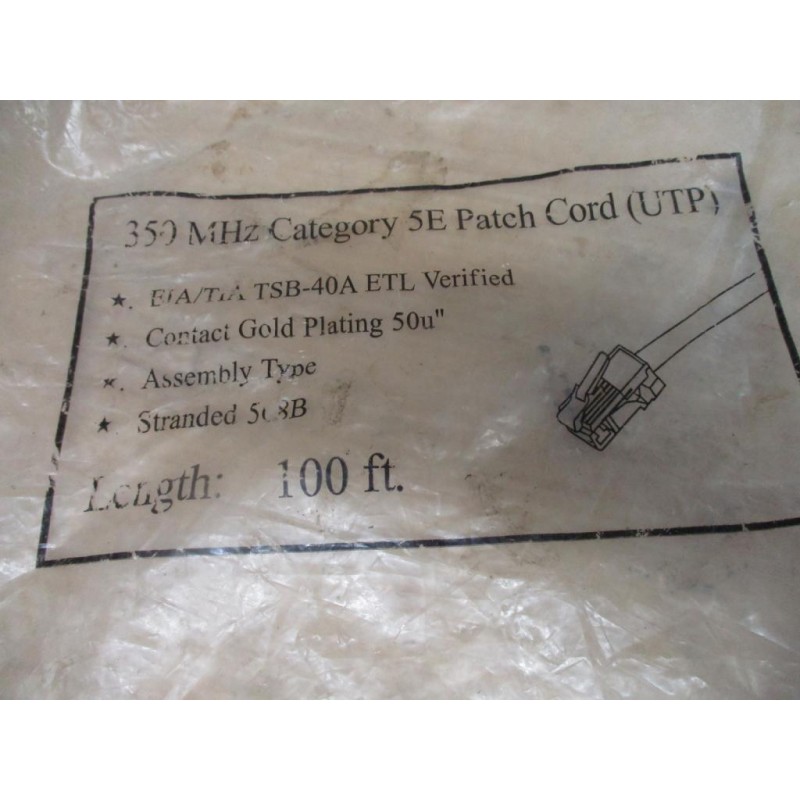 350 MHz Category 5E Patch Cord (UTP)
★. EIA/TIA TSB-40A ETL Verified
★. Contact Gold Plating 50u"
★. Assembly Type
★. Stranded 568B
Length: 100 ft.